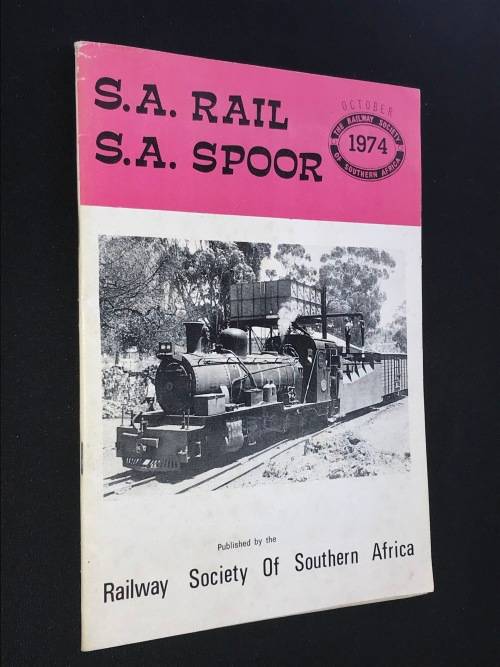 S.A. RAIL
S.A. SPOOR
OCTOBER
THE RAILWAY SOCIETY
1974
OF SOUTHERN AFRICA
Published by the
Railway Society Of Southern Africa